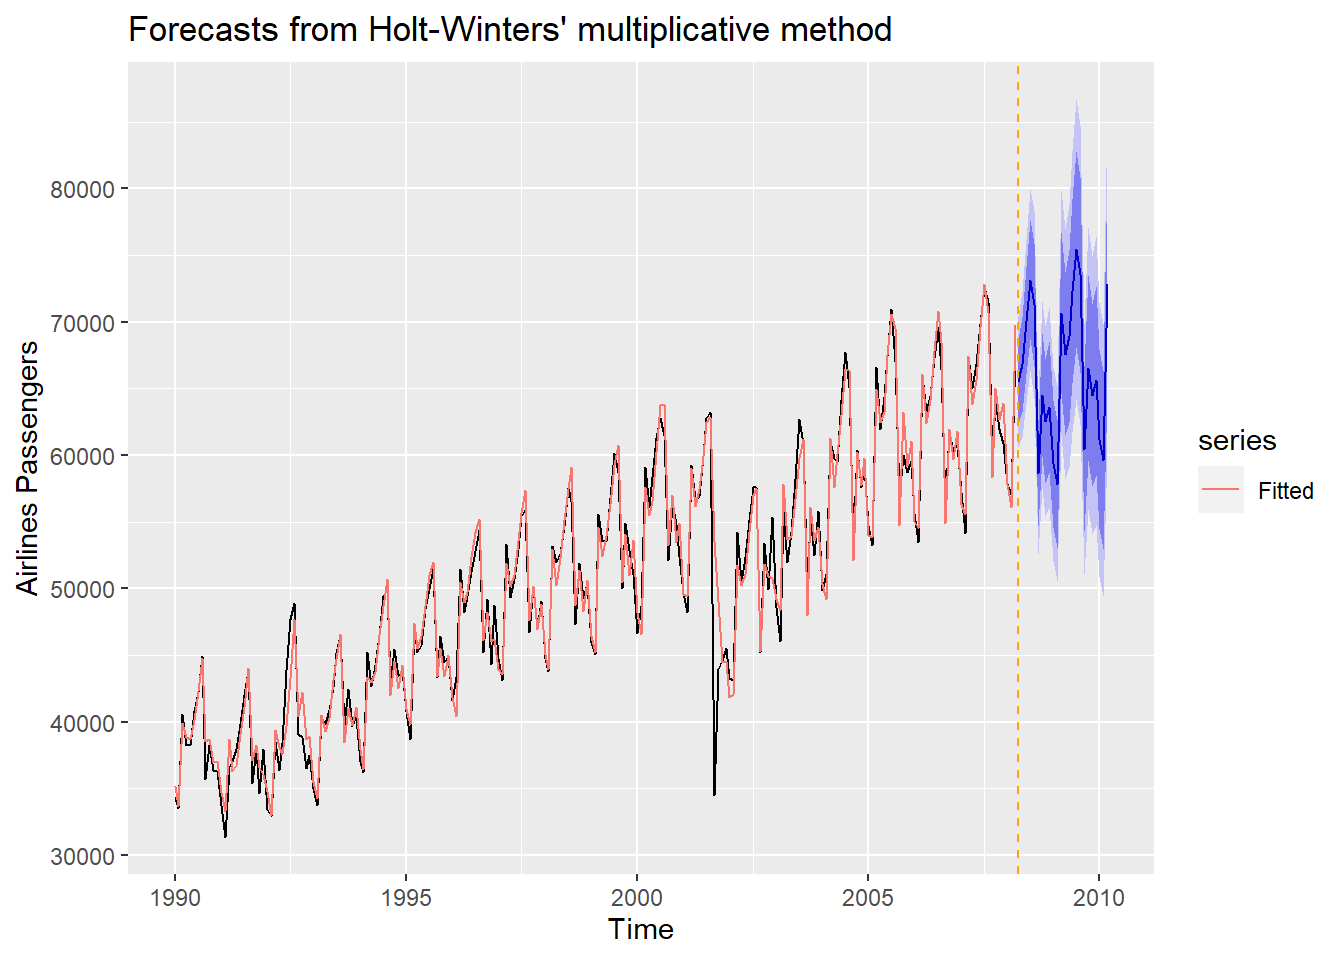 Forecasts from Holt-Winters' multiplicative method
80000
70000
60000
50000
40000
30000
Airlines Passengers
1990
1995
2000
2005
2010
Time
series
Fitted